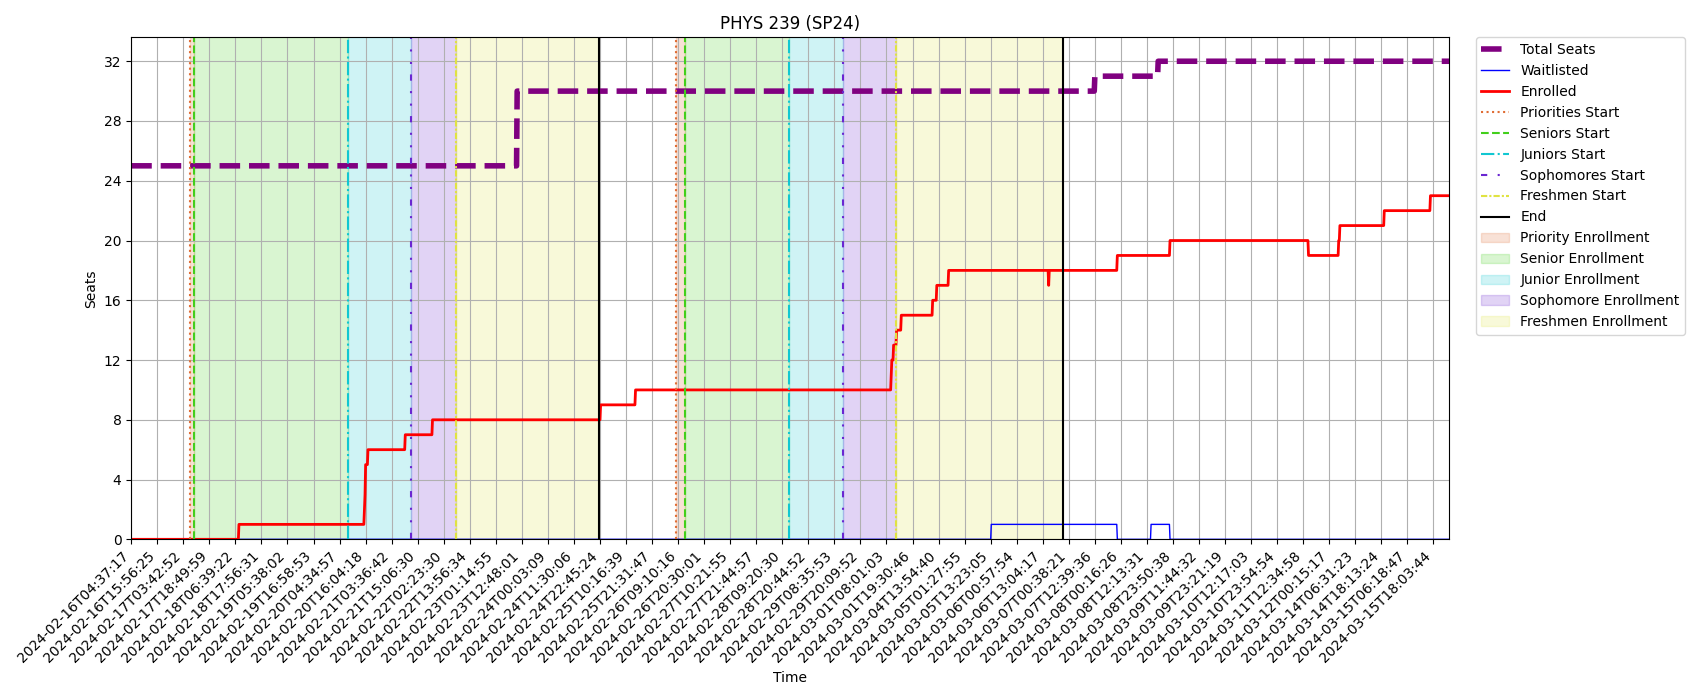 PHYS 239 (SP24)
Total Seats
Waitlisted
Enrolled
Priorities Start
Seniors Start
Juniors Start
Sophomores Start
Freshmen Start
End
Priority Enrollment
Senior Enrollment
Junior Enrollment
Sophomore Enrollment
Freshmen Enrollment
Seats
32
28
24
20
16
12
8
4
0
2024-02-16T04:37:17
2024-02-16T15:56:25
2024-02-17T03:42:52
2024-02-17T18:49:59
2024-02-18T06:39:22
2024-02-18T17:56:31
2024-02-19T05:38:02
2024-02-19T16:58:53
2024-02-20T04:34:57
2024-02-20T16:04:18
2024-02-21T03:36:42
2024-02-21T15:06:30
2024-02-22T02:23:30
2024-02-22T13:56:34
2024-02-23T01:14:55
2024-02-23T12:48:01
2024-02-24T00:03:09
2024-02-24T11:30:06
2024-02-24T22:45:24
2024-02-25T10:16:39
2024-02-25T21:31:47
2024-02-26T09:10:16
2024-02-26T20:30:01
2024-02-27T10:21:55
2024-02-27T21:44:57
2024-02-28T09:20:30
2024-02-28T20:44:52
2024-02-29T08:35:53
2024-02-29T20:09:52
2024-03-01T08:01:03
2024-03-01T19:30:46
2024-03-04T13:54:40
2024-03-05T01:27:55
2024-03-05T13:23:05
2024-03-06T00:57:54
2024-03-06T13:04:17
2024-03-07T00:38:21
2024-03-07T12:39:36
2024-03-08T00:16:26
2024-03-08T12:13:31
2024-03-08T23:50:38
2024-03-09T11:44:32
2024-03-09T23:21:19
2024-03-10T12:17:03
2024-03-10T23:54:54
2024-03-11T12:34:58
2024-03-12T00:15:17
2024-03-14T06:31:23
2024-03-14T18:13:24
2024-03-15T06:18:47
2024-03-15T18:03:44
Time